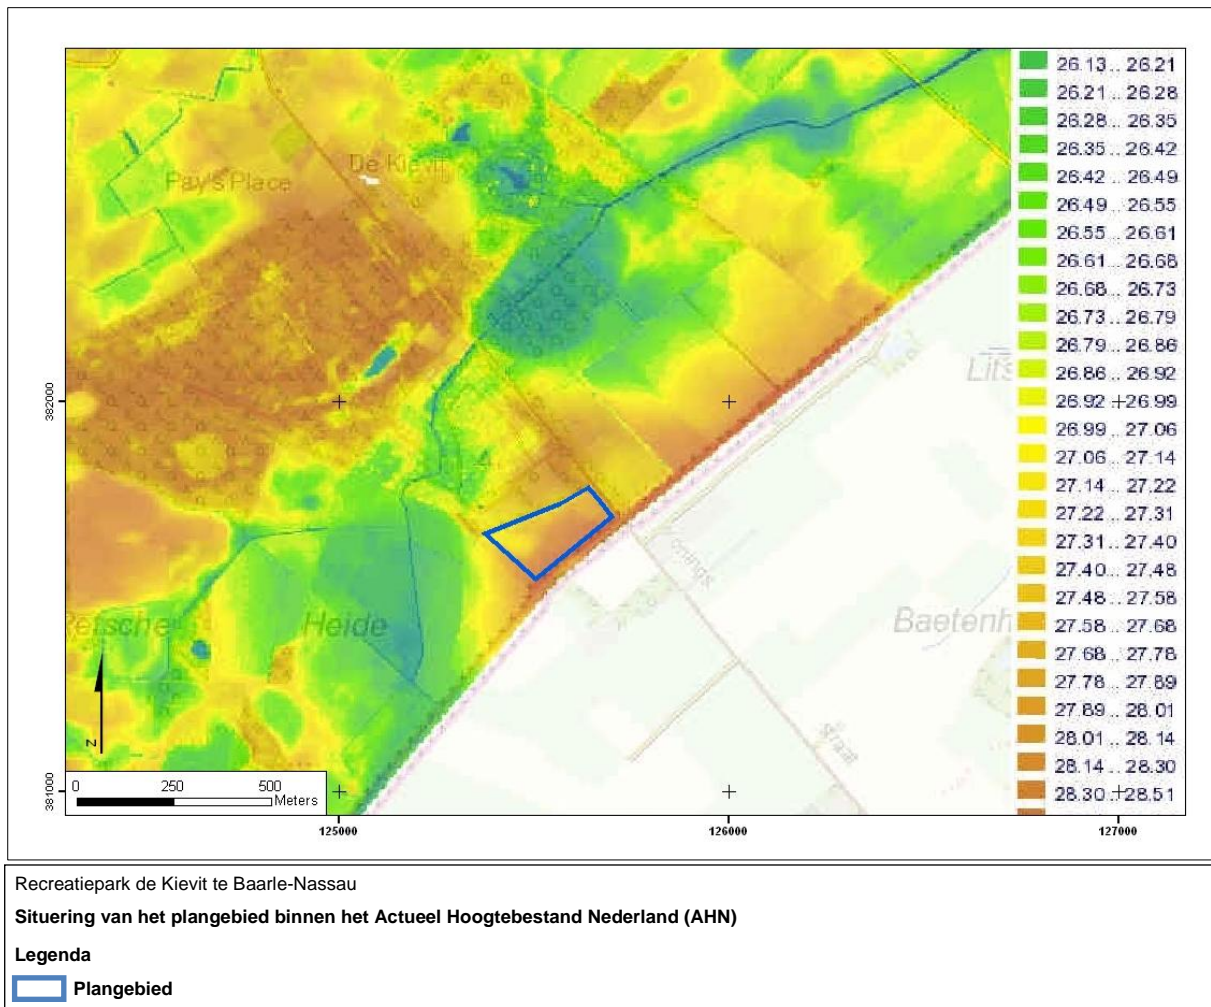 26.13 .. 26.21
26.21 .. 26.28
26.28 .. 26.35
26.35 .. 26.42
26.42 .. 26.49
26.49 .. 26.55
26.55 .. 26.61
26.61 .. 26.68
26.68 .. 26.73
26.73 .. 26.79
26.79 .. 26.86
26.86 .. 26.92
26.92 .. 26.99
26.99 .. 27.06
27.06 .. 27.14
27.14 .. 27.22
27.22 .. 27.31
27.31 .. 27.40
27.40 .. 27.48
27.48 .. 27.58
27.58 .. 27.68
27.68 .. 27.78
27.78 .. 27.89
27.89 .. 28.01
28.01 .. 28.14
28.14 .. 28.30
28.30 .. 28.51
De Kievit
Pay's Place
Heide
straat
382000
381000
N
0 250 500
Meters
125000 126000 127000
Recreatiepark de Kievit te Baarle-Nassau
Situering van het plangebied binnen het Actueel Hoogtebestand Nederland (AHN)
Legenda
Plangebied